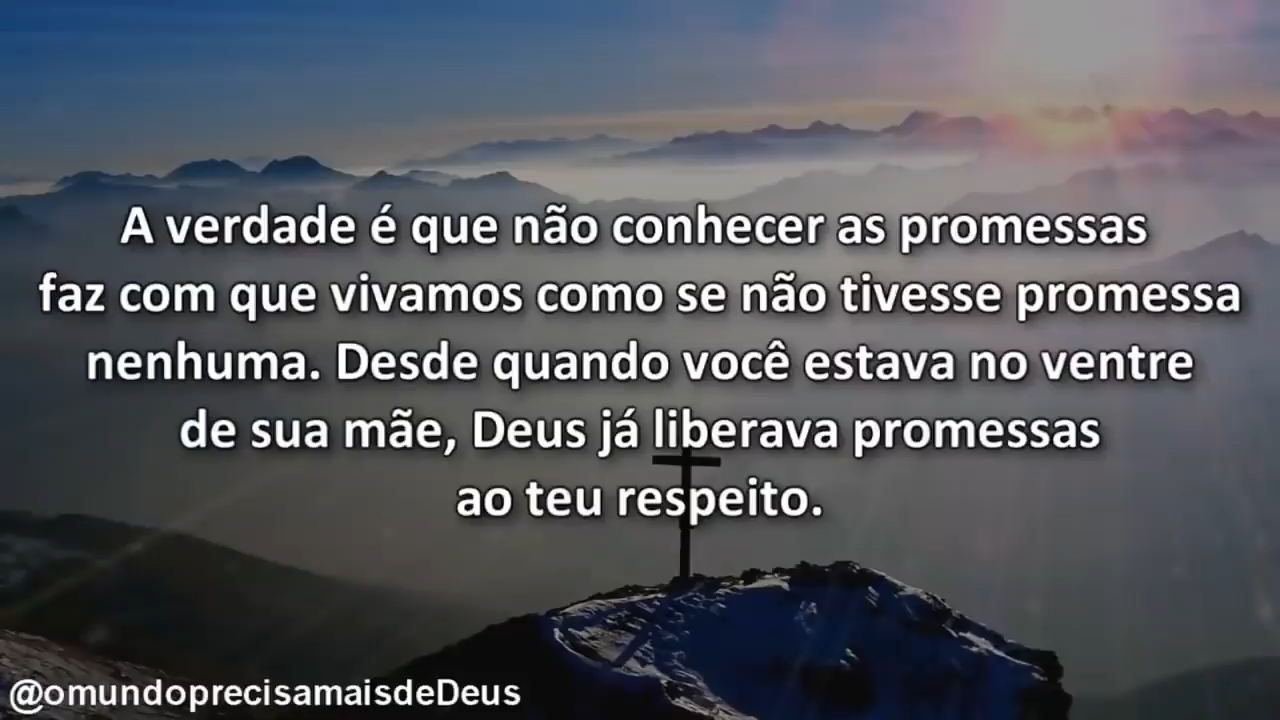 A verdade é que não conhecer as promessas
faz com que vivamos como se não tivesse promessa
nenhuma. Desde quando você estava no ventre
de sua mãe, Deus já liberava promessas
ao teu respeito.
@omundoprecisamaisdeDeus